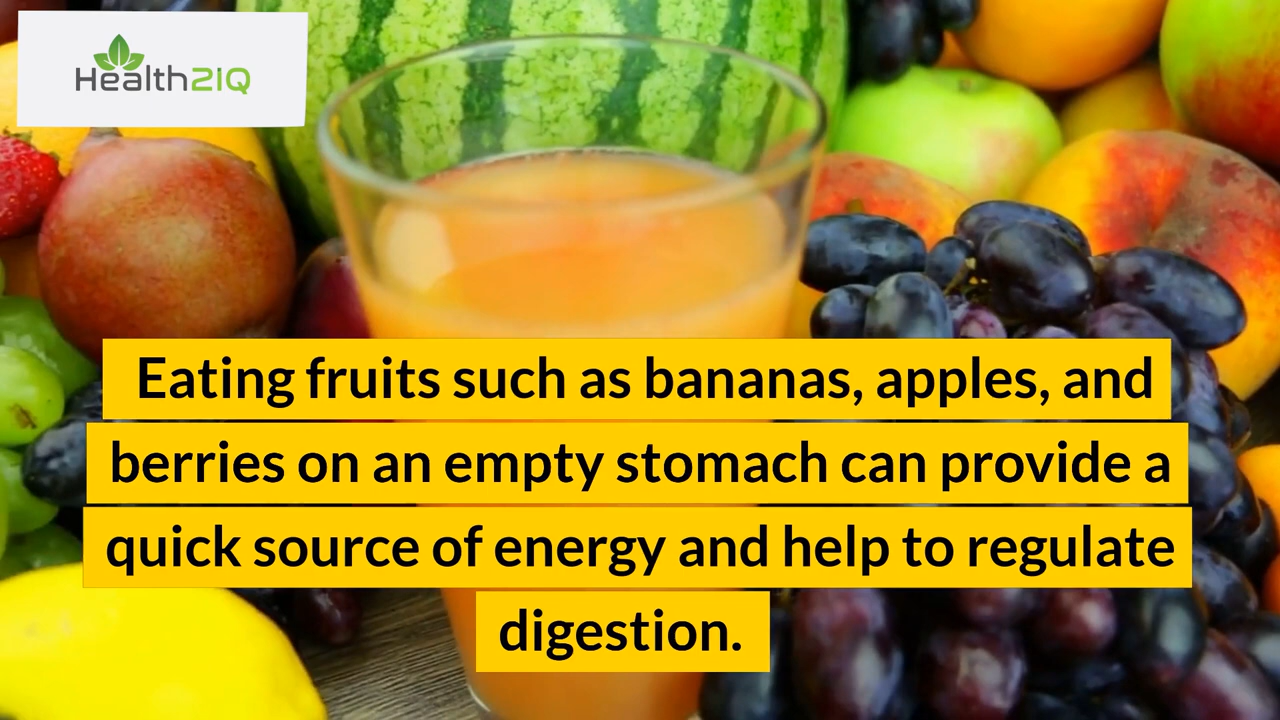 Health2IQ
Eating fruits such as bananas, apples, and
berries on an empty stomach can provide a
quick source of energy and help to regulate
digestion.